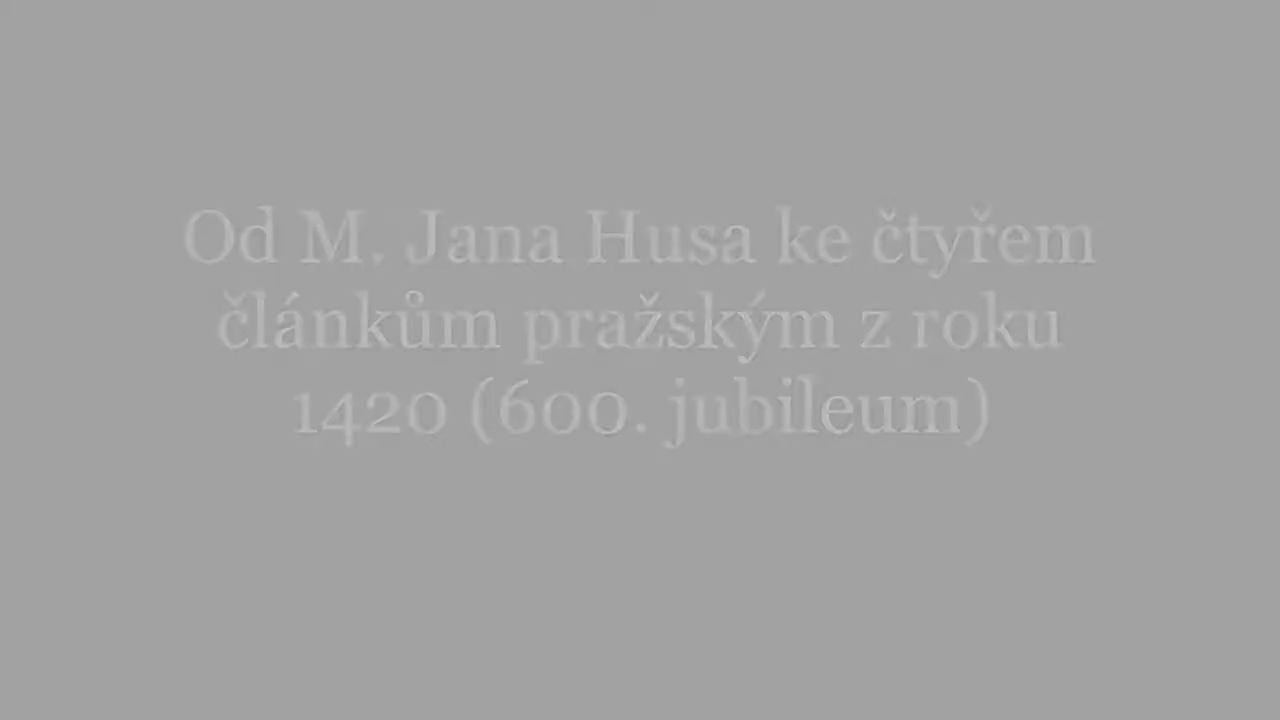 Od M. Jana Husa ke čtyřem
článkům pražským z roku
1420 (600. jubileum)